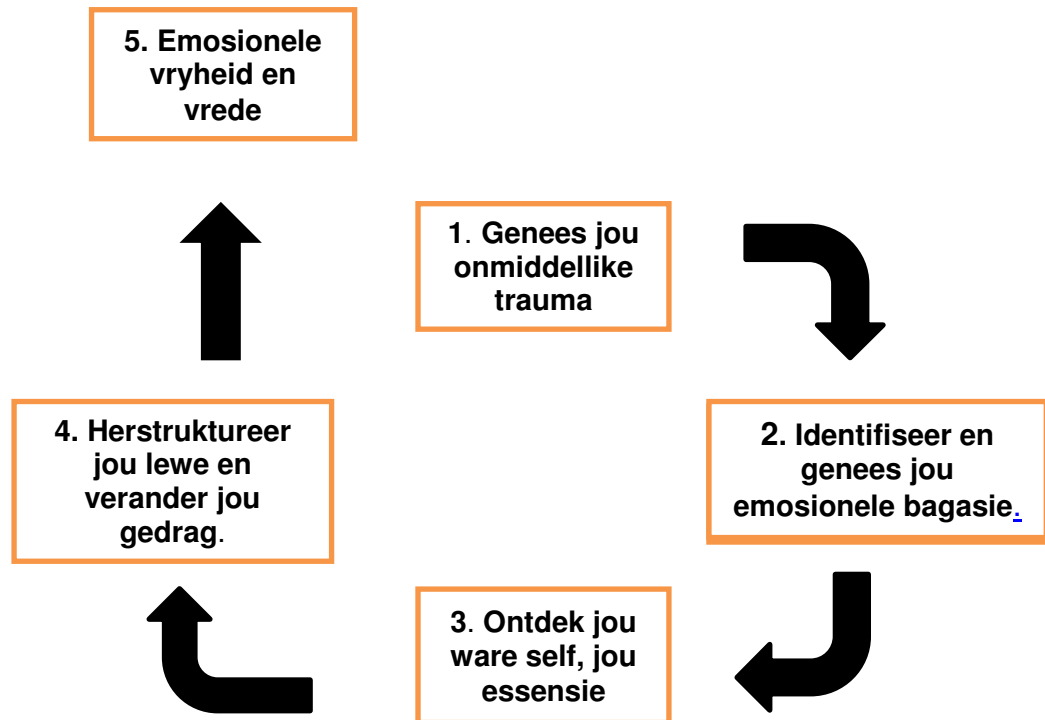 5. Emosionele
vryheid en
vrede
1. Genees jou
onmiddellike
trauma
4. Herstruktureer
jou lewe en
verander jou
gedrag.
2. Identifiseer en
genees jou
emosionele bagasie.
3. Ontdek jou
ware self, jou
essensie